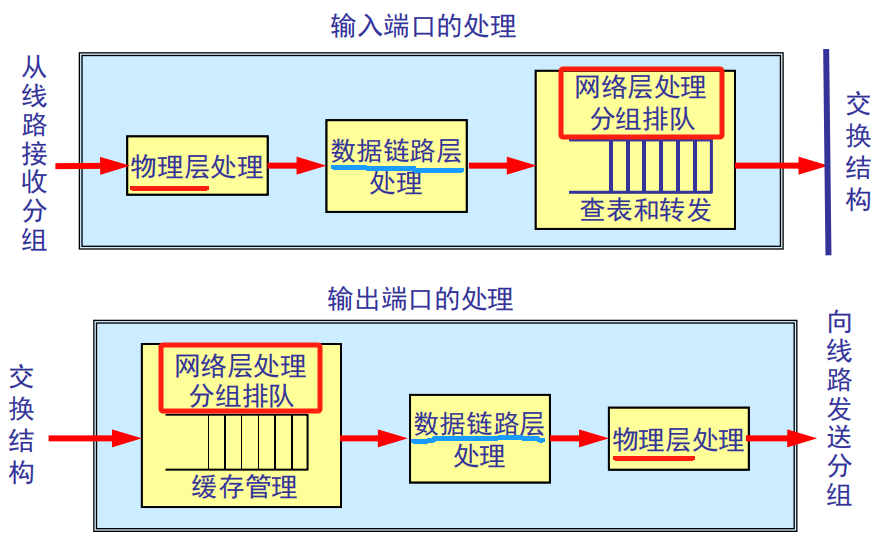 输入端口的处理
从线路接收分组
物理层处理
数据链路层
处理
网络层处理
分组排队
查表和转发
交换结构
输出端口的处理
交换结构
网络层处理
分组排队
缓存管理
数据链路层
处理
物理层处理
向线路发送分组